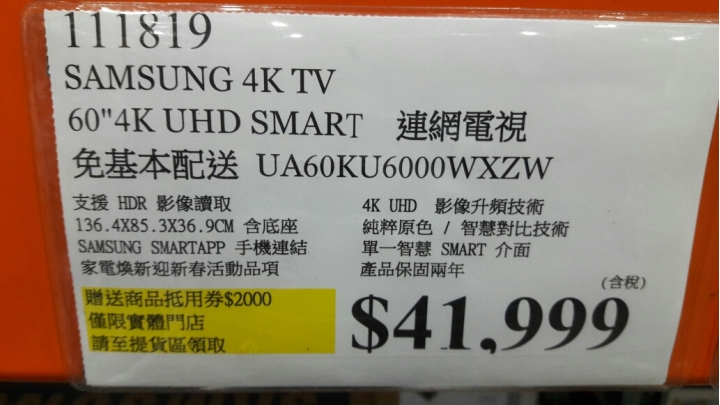 111819
SAMSUNG 4K TV
60"4K UHD SMART 連網電視
免基本配送 UA60KU6000WXZW
支援 HDR 影像讀取
136.4X85.3X36.9CM 含底座
SAMSUNG SMARTAPP 手機連結
家電煥新迎新春活動品項
4K UHD 影像升頻技術
純粹原色 / 智慧對比技術
單一智慧 SMART 介面
產品保固兩年
贈送商品抵用券$2000
僅限實體門店
請至提貨區領取
(含稅)
$41,999